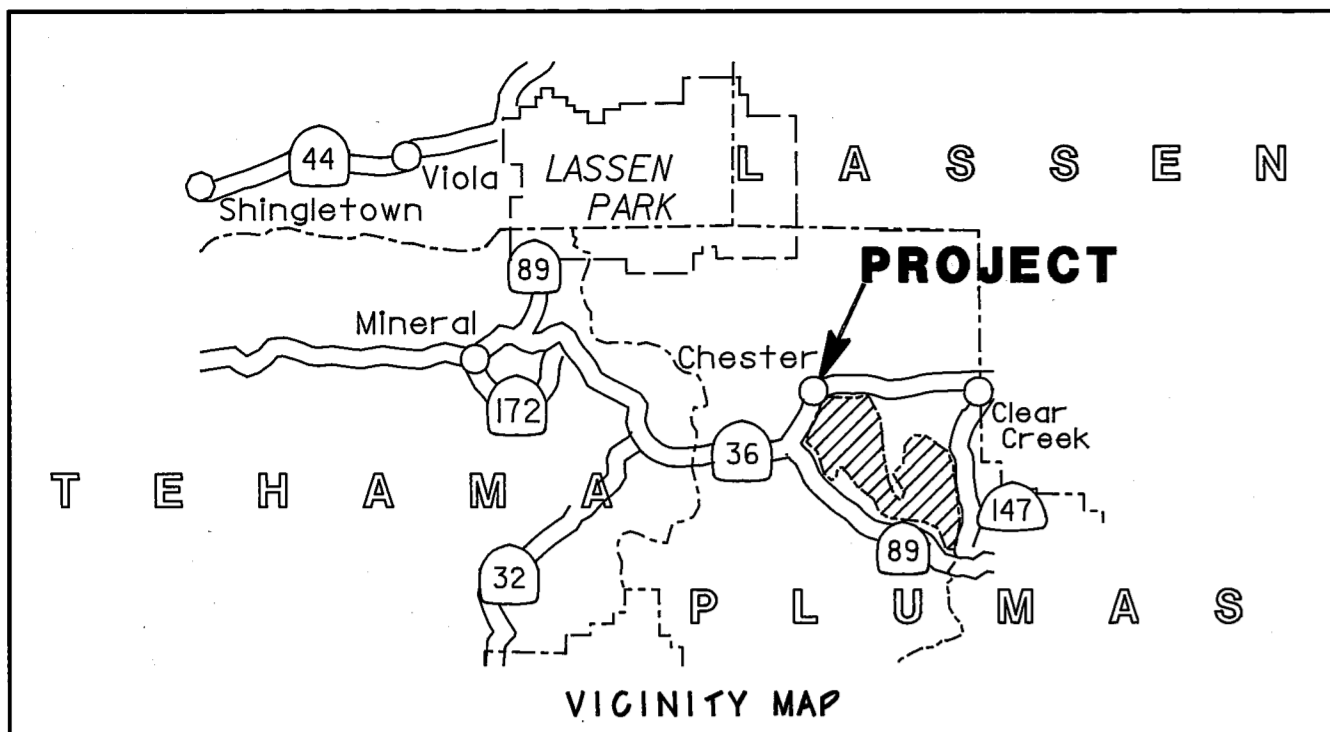 44
Viola
Shingletown
LASSEN
PARK
L A S S E N
89
PROJECT
Mineral
Chester
172
36
Clear
Creek
T E H A M A
147
89
32
P L U M A S
VICINITY MAP